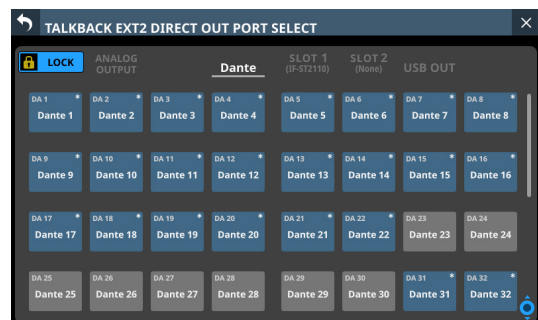 TALKBACK EXT2 DIRECT OUT PORT SELECT
LOCK
ANALOG
OUTPUT
Dante
SLOT 1
(IF-ST2110)
SLOT 2
(None)
USB OUT
DA 1 * DA 2 * DA 3 * DA 4 * DA 5 * DA 6 * DA 7 * DA 8 *
Dante 1 Dante 2 Dante 3 Dante 4 Dante 5 Dante 6 Dante 7 Dante 8
DA 9 * DA 10 * DA 11 * DA 12 * DA 13 * DA 14 * DA 15 * DA 16 *
Dante 9 Dante 10 Dante 11 Dante 12 Dante 13 Dante 14 Dante 15 Dante 16
DA 17 * DA 18 * DA 19 * DA 20 * DA 21 * DA 22 * DA 23 DA 24
Dante 17 Dante 18 Dante 19 Dante 20 Dante 21 Dante 22 Dante 23 Dante 24
DA 25 DA 26 DA 27 DA 28 DA 29 DA 30 DA 31 * DA 32 *
Dante 25 Dante 26 Dante 27 Dante 28 Dante 29 Dante 30 Dante 31 Dante 32